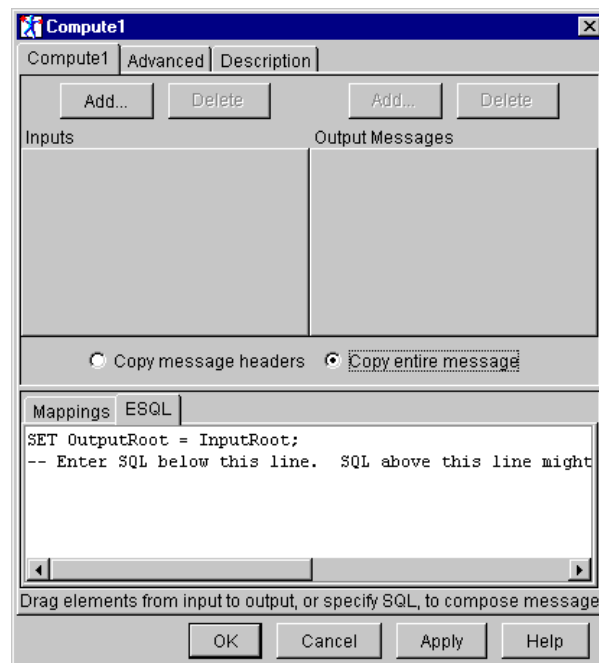 Compute1
Compute1 Advanced Description
Add... Delete Add... Delete
Inputs Output Messages
Copy message headers Copy entire message
Mappings ESQL
SET OutputRoot = InputRoot;
-- Enter SQL below this line.  SQL above this line might
Drag elements from input to output, or specify SQL, to compose message
OK Cancel Apply Help